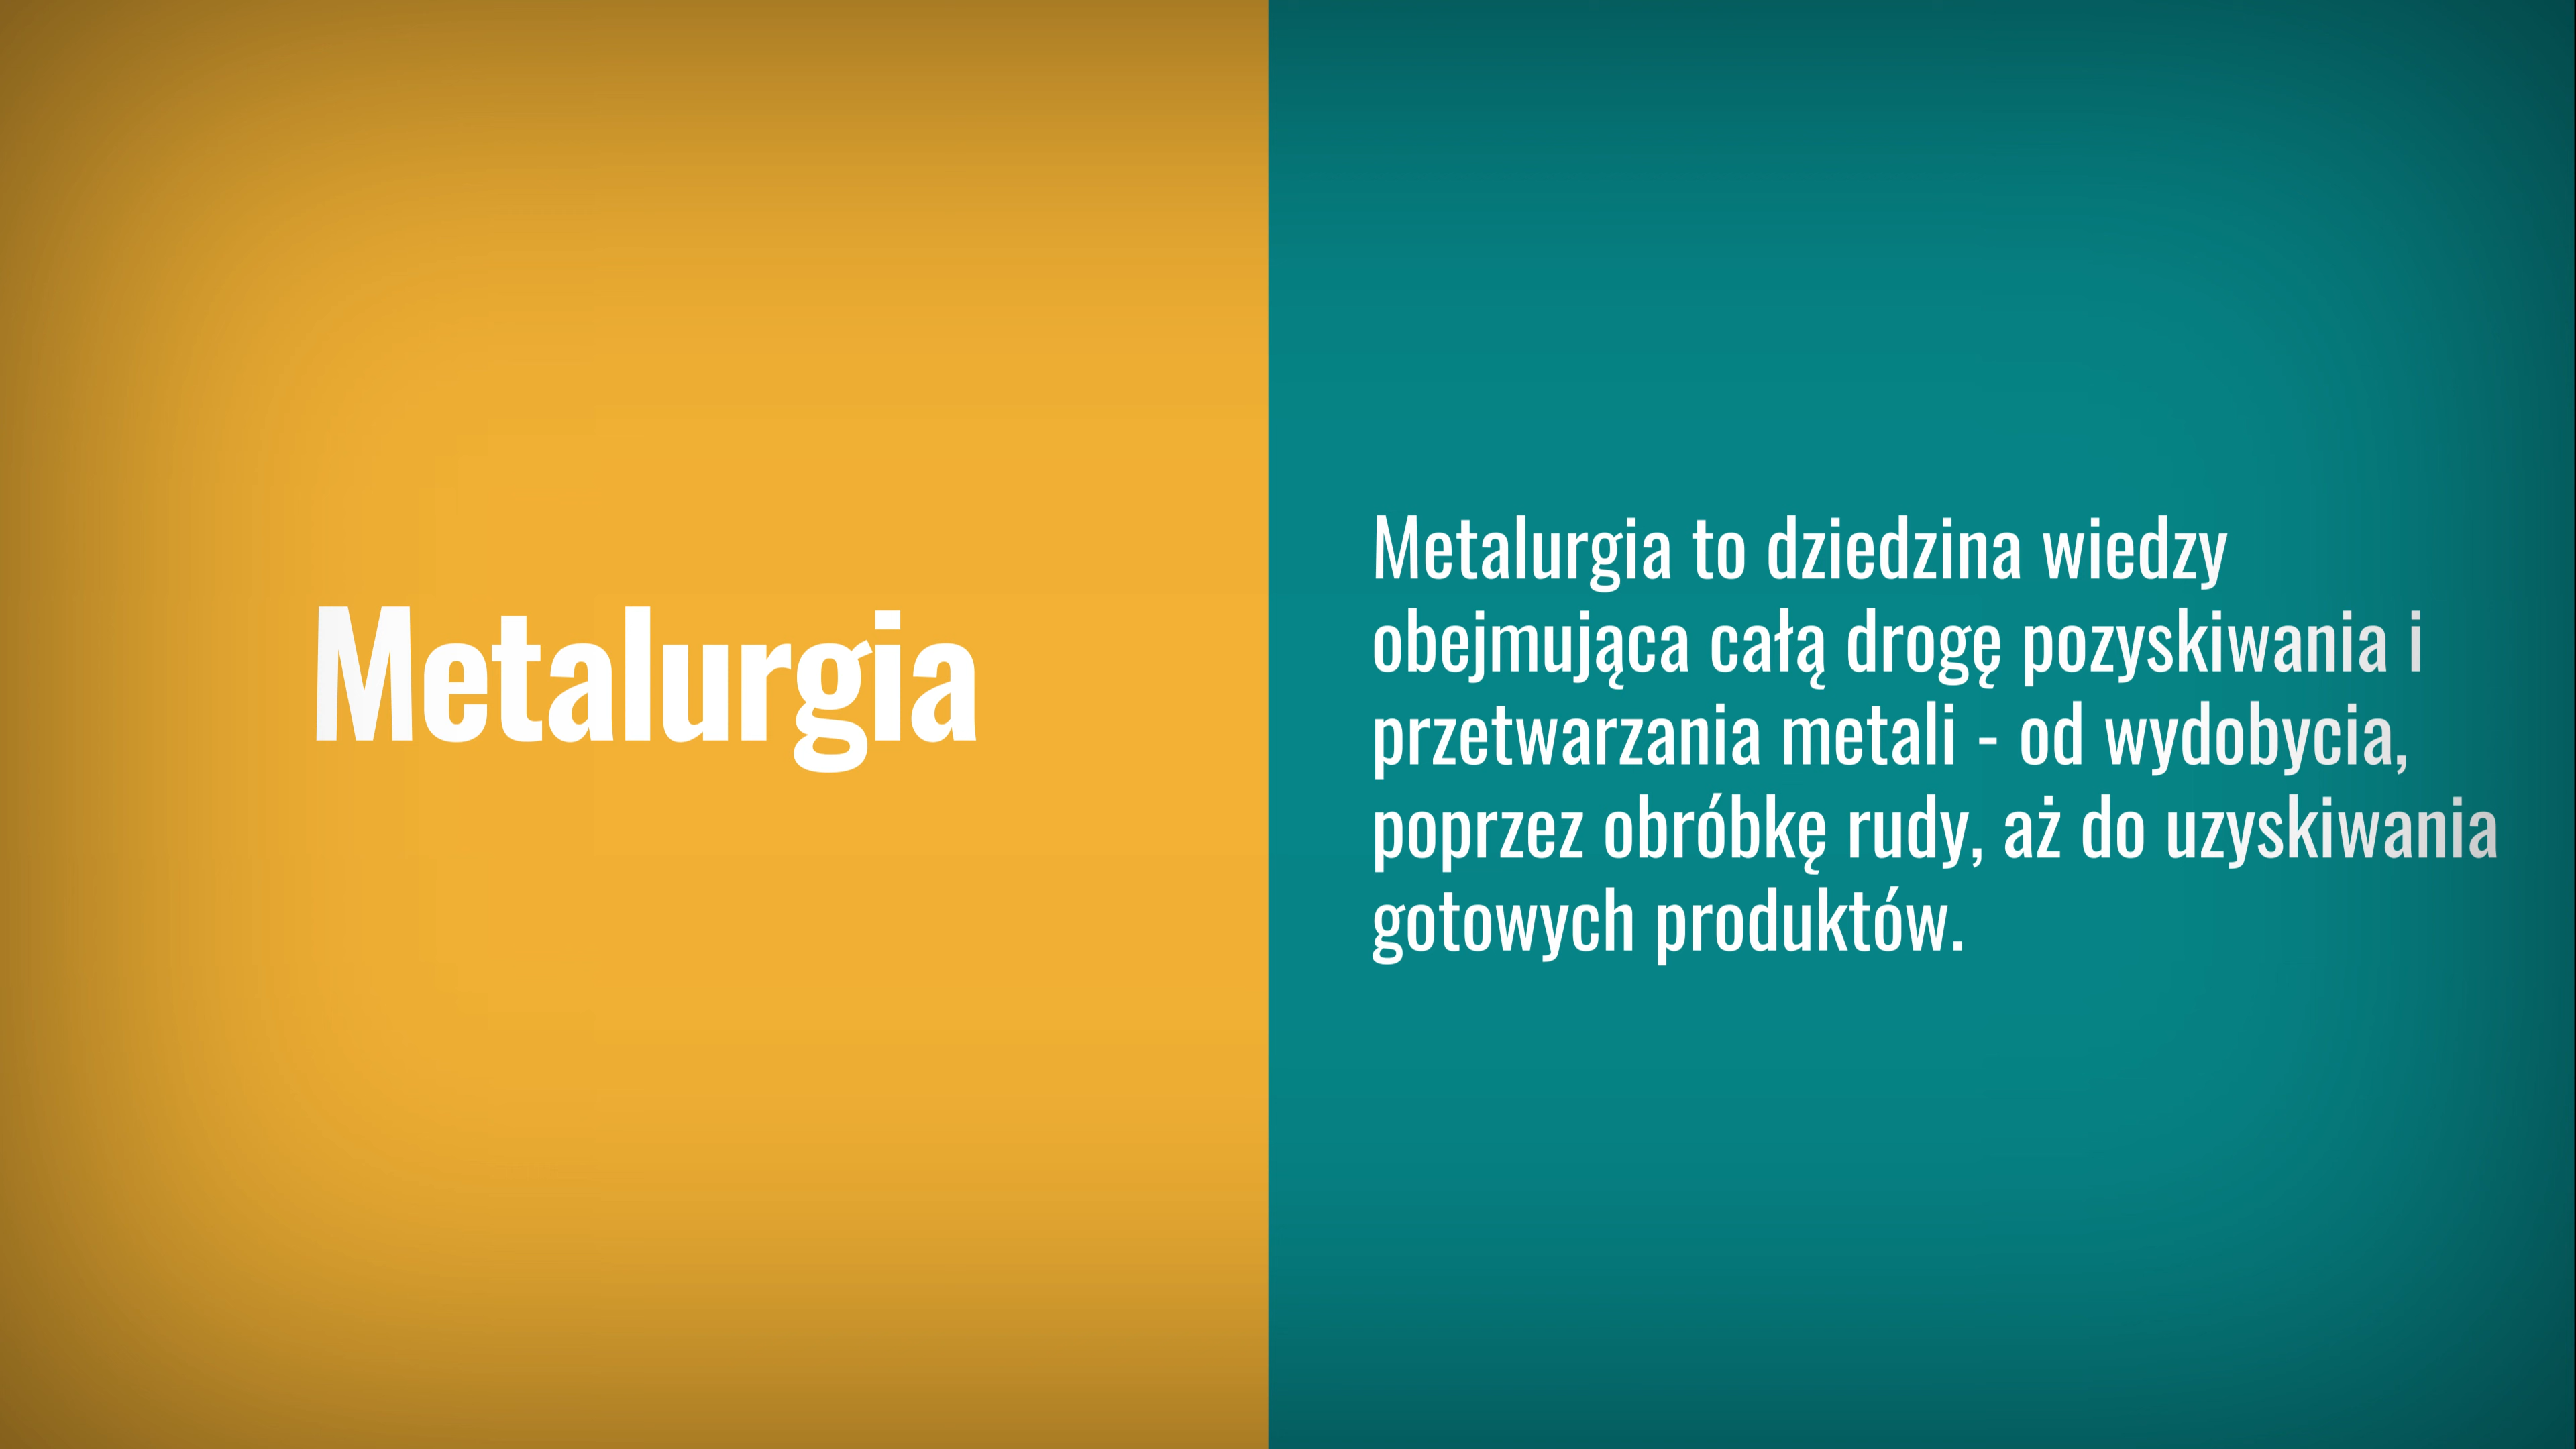 Metalurgia
Metalurgia to dziedzina wiedzy
obejmująca całą drogę pozyskiwania i
przetwarzania metali - od wydobycia,
poprzez obróbkę rudy, aż do uzyskiwania
gotowych produktów.